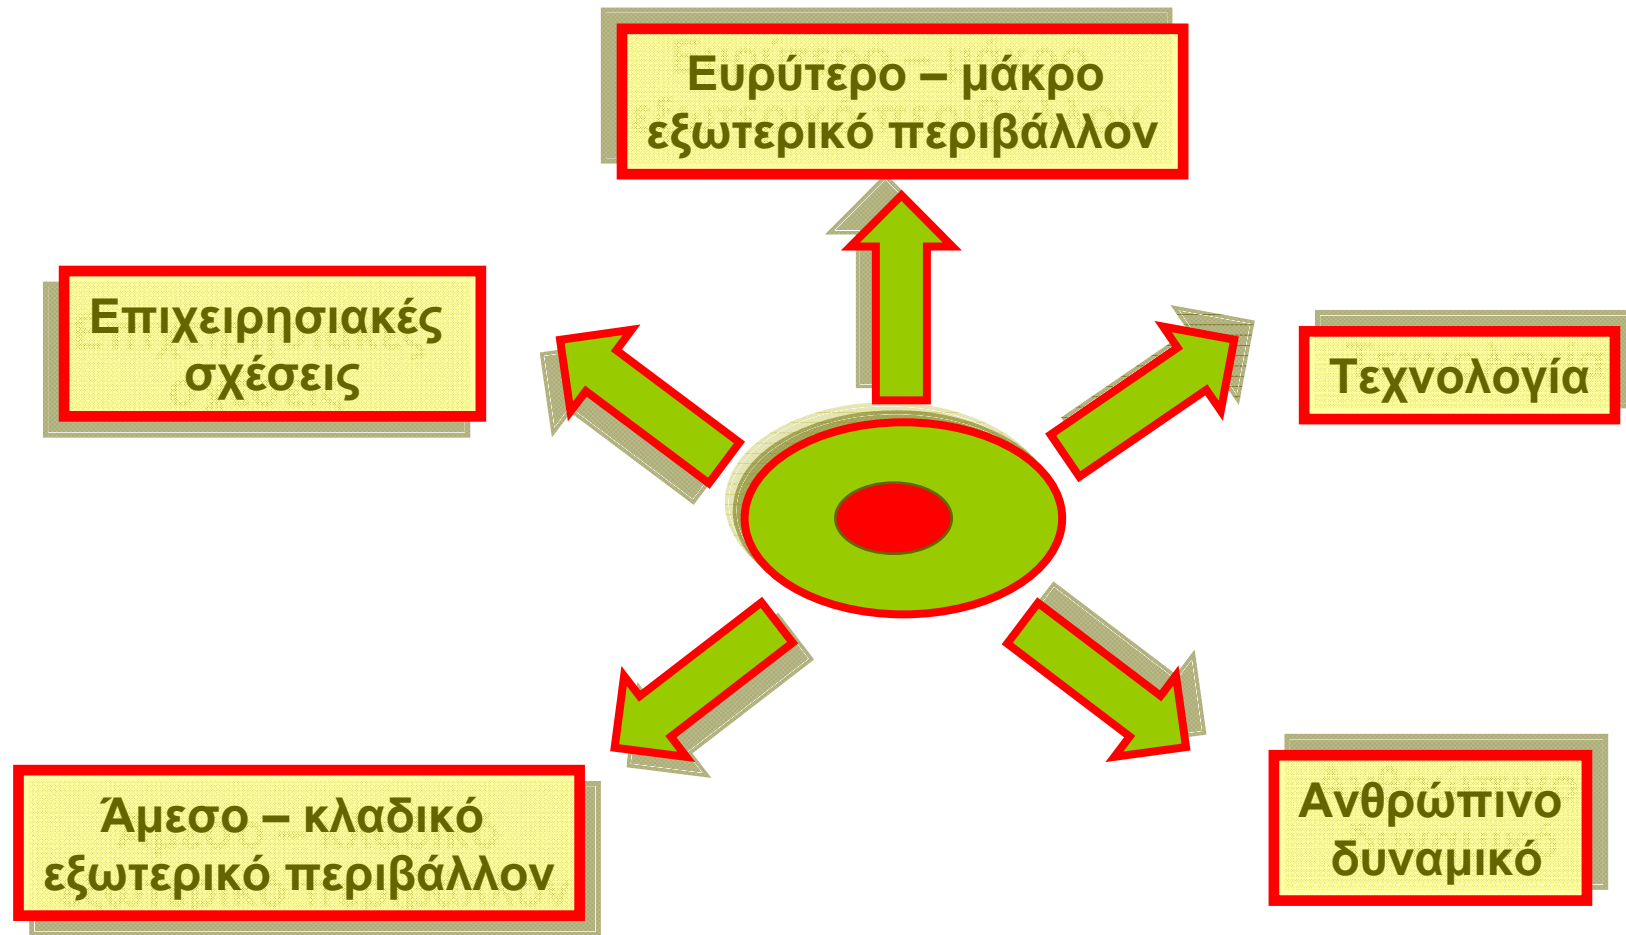 Ευρύτερο – μάκρο
εξωτερικό περιβάλλον
Επιχειρησιακές
σχέσεις
Τεχνολογία
Άμεσο – κλαδικό
εξωτερικό περιβάλλον
Ανθρώπινο
δυναμικό